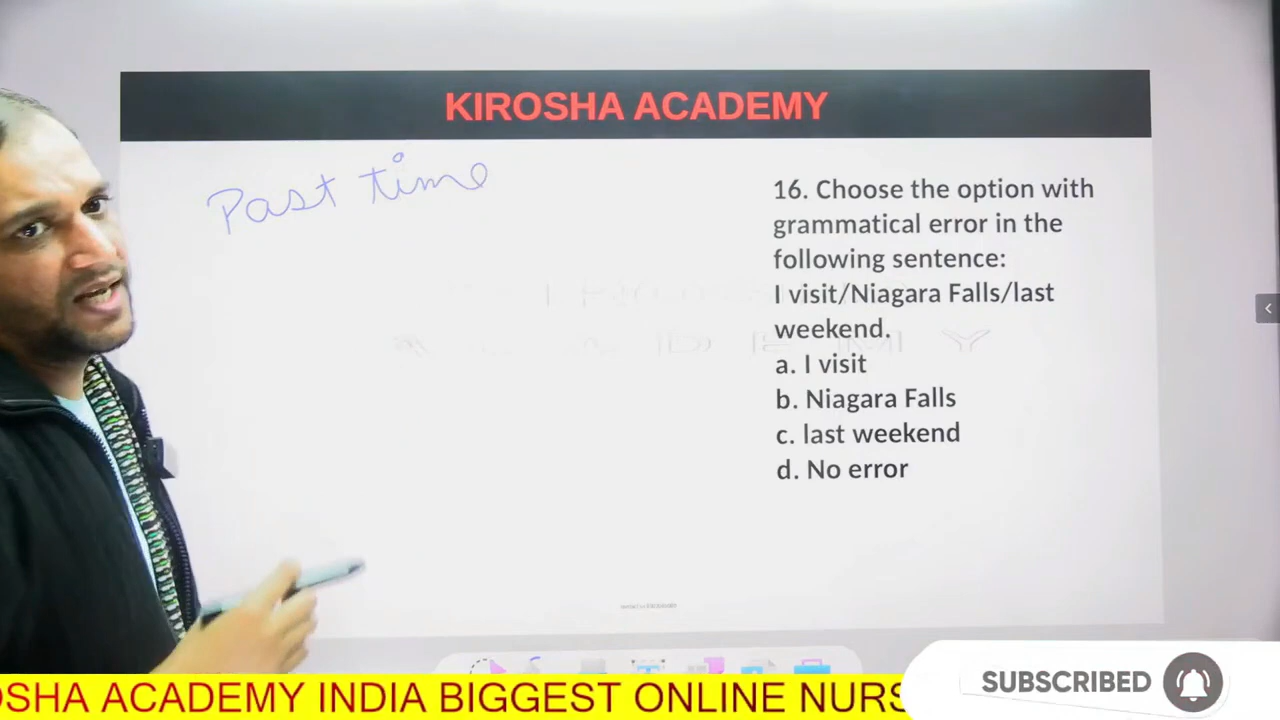 KIROSHA ACADEMY
Past time
16. Choose the option with
grammatical error in the
following sentence:
I visit/Niagara Falls/last
weekend.
a. I visit
b. Niagara Falls
c. last weekend
d. No error
SUBSCRIBED
OSHA ACADEMY INDIA BIGGEST ONLINE NURS